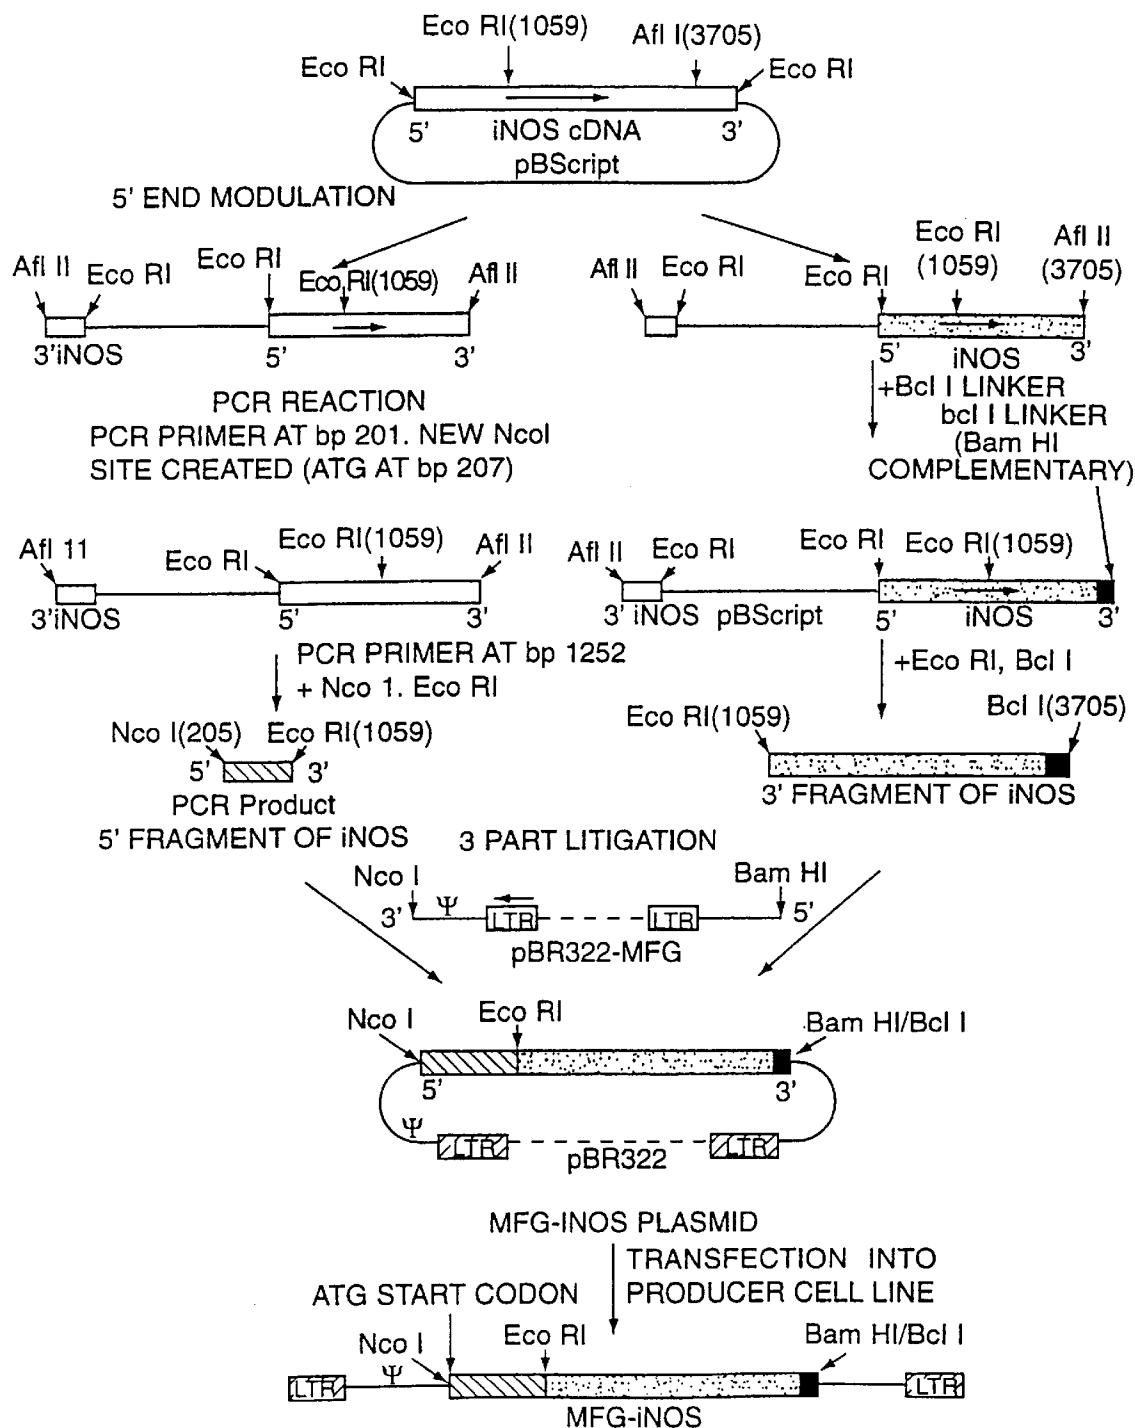 Eco RI(1059)
Afl I(3705)
Eco RI
Eco RI
5'
iNOS cDNA
3'
pBScript
5' END MODULATION
Afl II
Eco RI
Eco RI
Eco RI(1059)
Afl II
3'iNOS
5'
3'
Afl II
Eco RI
Eco RI
Eco RI
(1059)
Afl II
(3705)
5'
iNOS
3'
PCR REACTION
PCR PRIMER AT bp 201. NEW NcoI
SITE CREATED (ATG AT bp 207)
+Bcl I LINKER
bcl I LINKER
(Bam HI
COMPLEMENTARY)
Afl 11
Eco RI
Eco RI(1059)
Afl II
3'iNOS
5'
3'
Afl II
Eco RI
Eco RI
Eco RI(1059)
3' iNOS
pBScript
5'
iNOS
3'
PCR PRIMER AT bp 1252
+ Nco 1. Eco RI
+Eco RI, Bcl I
Nco I(205)
Eco RI(1059)
5'
3'
PCR Product
5' FRAGMENT OF iNOS
Eco RI(1059)
Bcl I(3705)
3' FRAGMENT OF iNOS
3 PART LITIGATION
Nco I
Bam HI
3'
Ψ
LTR
LTR
5'
pBR322-MFG
Nco I
Eco RI
Bam HI/Bcl I
5'
3'
Ψ
LTR
LTR
pBR322
MFG-INOS PLASMID
TRANSFECTION INTO
PRODUCER CELL LINE
ATG START CODON
Nco I
Eco RI
Bam HI/Bcl I
LTR
Ψ
LTR
MFG-iNOS